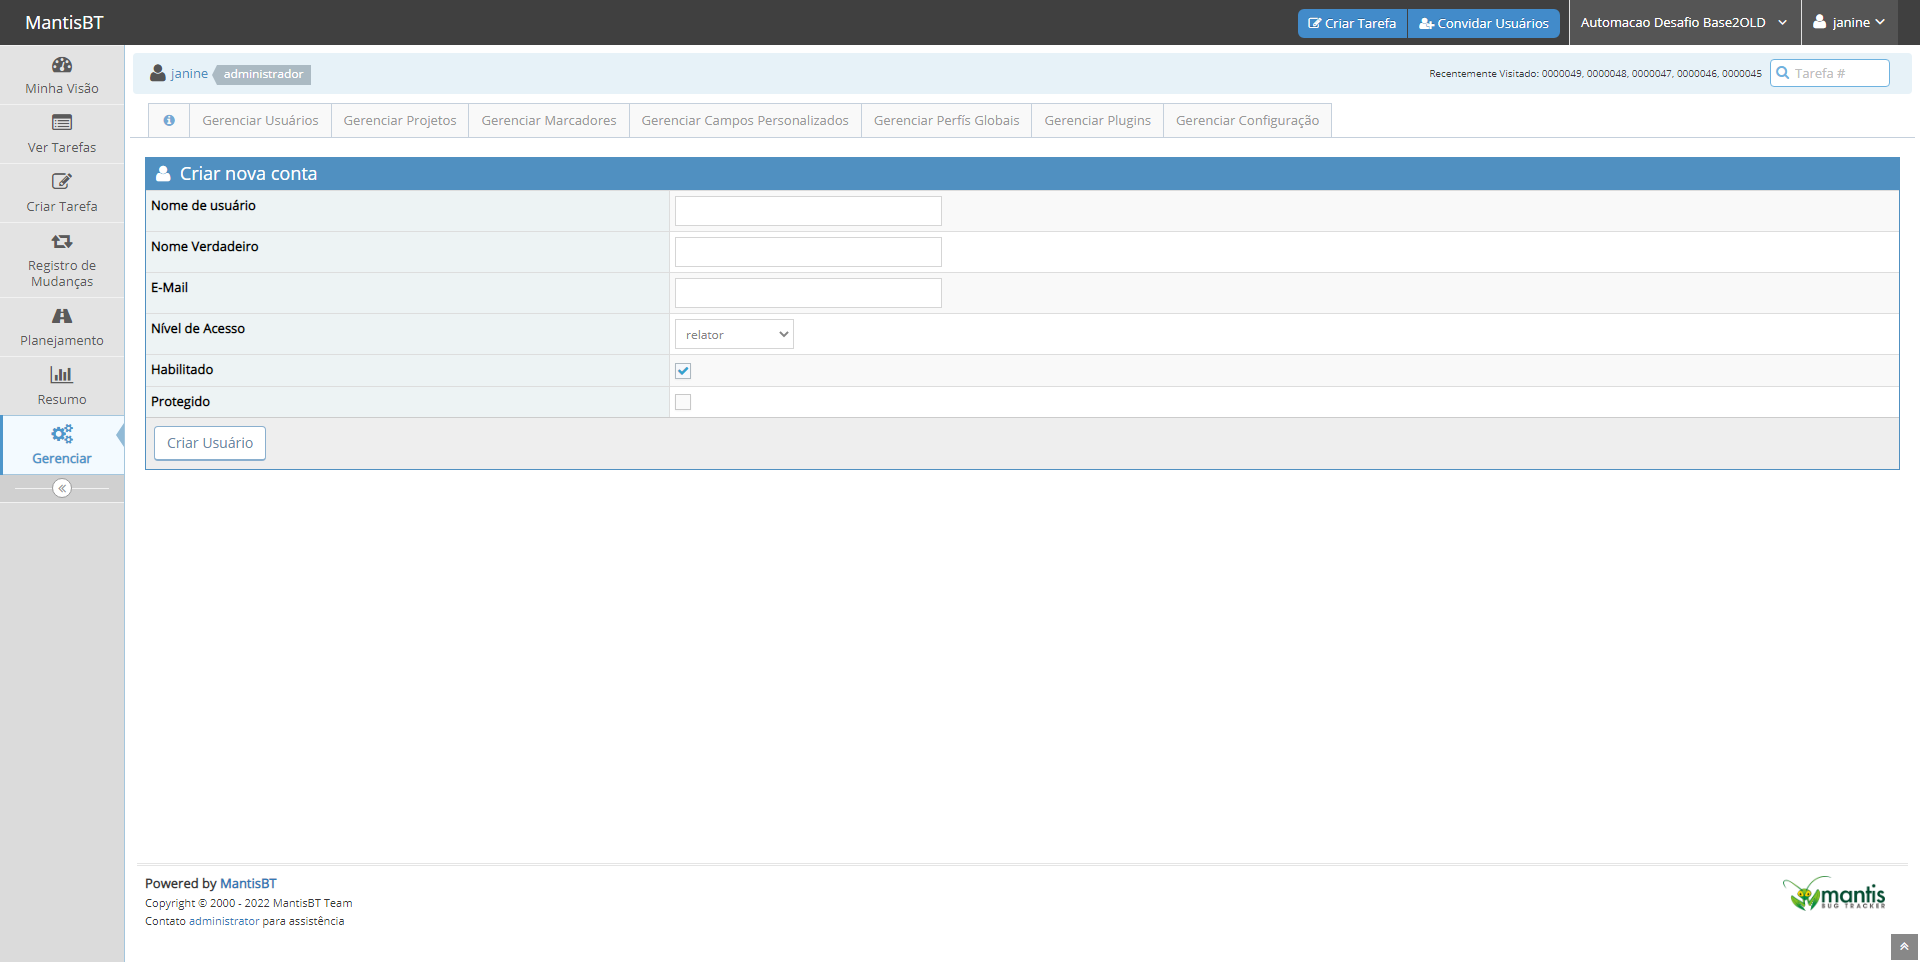 MantisBT
Criar Tarefa
Convidar Usuários
Automacao Desafio Base2OLD
janine
Minha Visão
Ver Tarefas
Criar Tarefa
Registro de
Mudanças
Planejamento
Resumo
Gerenciar
janine administrador
Recentemente Visitado: 0000049, 0000048, 0000047, 0000046, 0000045
Tarefa #
Gerenciar Usuários
Gerenciar Projetos
Gerenciar Marcadores
Gerenciar Campos Personalizados
Gerenciar Perfís Globais
Gerenciar Plugins
Gerenciar Configuração
Criar nova conta
Nome de usuário
Nome Verdadeiro
E-Mail
Nível de Acesso
relator
Habilitado
Protegido
Criar Usuário
Powered by MantisBT
Copyright © 2000 - 2022 MantisBT Team
Contato administrator para assistência
mantis
BUG TRACKER